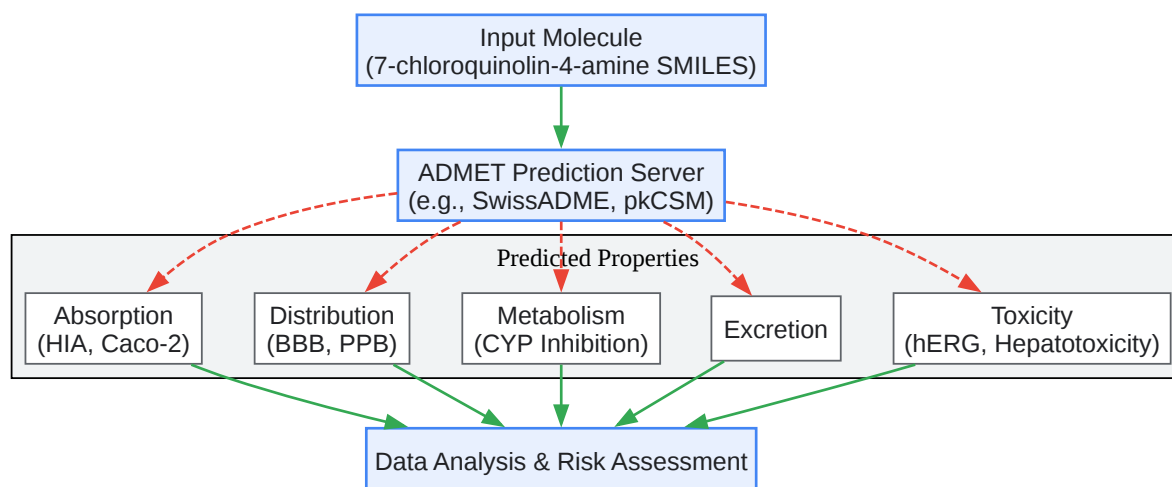 Input Molecule
(7-chloroquinolin-4-amine SMILES)
ADMET Prediction Server
(e.g., SwissADME, pkCSM)
Predicted Properties
Absorption
(HIA, Caco-2)
Distribution
(BBB, PPB)
Metabolism
(CYP Inhibition)
Excretion
Toxicity
(hERG, Hepatotoxicity)
Data Analysis & Risk Assessment